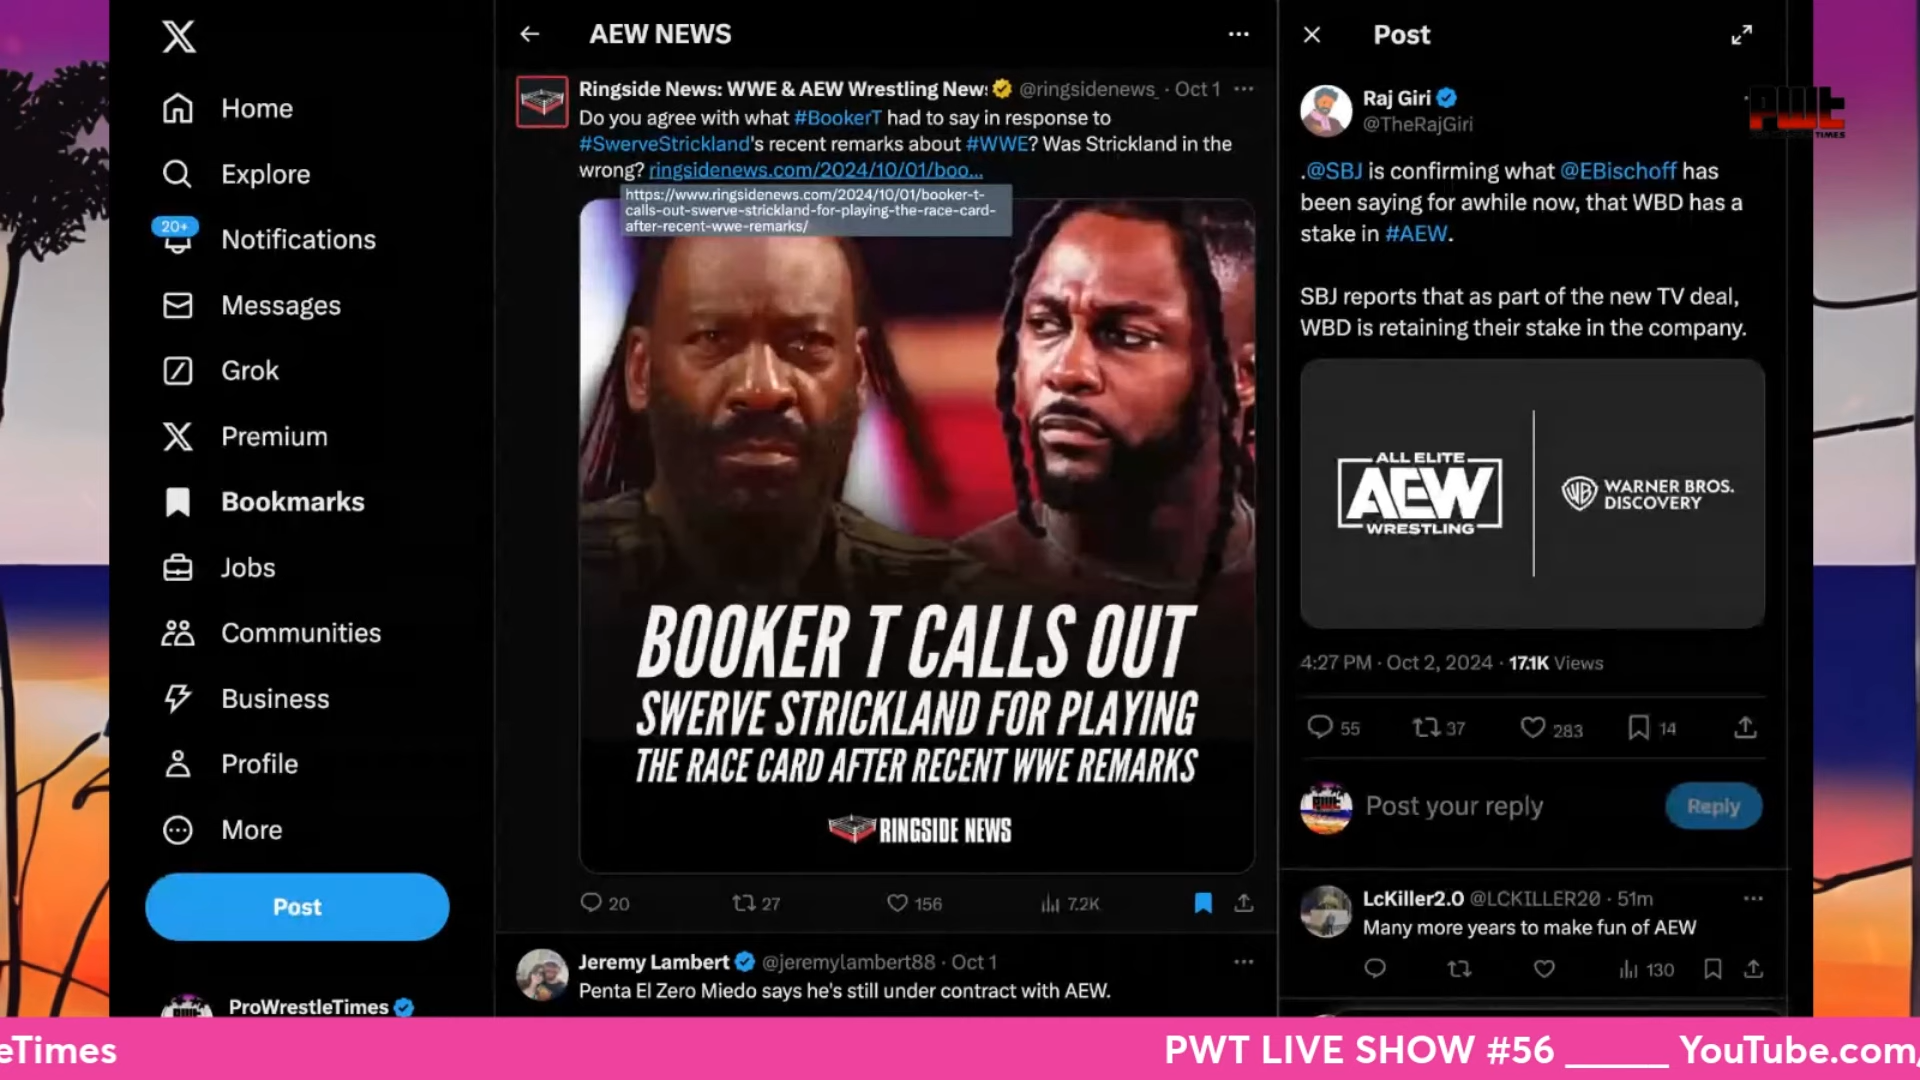 Home
Explore
20+
Notifications
Messages
Grok
Premium
Bookmarks
Jobs
Communities
Business
Profile
More
Post
ProWrestleTimes
AEW NEWS
Ringside News: WWE & AEW Wrestling News @ringsidenews_ · Oct 1
Do you agree with what #BookerT had to say in response to
#SwerveStrickland's recent remarks about #WWE? Was Strickland in the
wrong? ringsidenews.com/2024/10/01/boo...
https://www.ringsidenews.com/2024/10/01/booker-t-
calls-out-swerve-strickland-for-playing-the-race-card-
after-recent-wwe-remarks/
BOOKER T CALLS OUT
SWERVE STRICKLAND FOR PLAYING
THE RACE CARD AFTER RECENT WWE REMARKS
RINGSIDE NEWS
20 27 156 7.2K
Jeremy Lambert @jeremylambert88 · Oct 1
Penta El Zero Miedo says he's still under contract with AEW.
Post
Raj Giri
@TheRajGiri
PWT
TIMES
.@SBJ is confirming what @EBischoff has
been saying for awhile now, that WBD has a
stake in #AEW.
SBJ reports that as part of the new TV deal,
WBD is retaining their stake in the company.
ALL ELITE
AEW
WRESTLING
WARNER BROS.
DISCOVERY
4:27 PM · Oct 2, 2024 · 17.1K Views
55 37 283 14
Post your reply
Reply
LcKiller2.0 @LCKILLER20 · 51m
Many more years to make fun of AEW
130
eTimes
PWT LIVE SHOW #56 ______ YouTube.com/